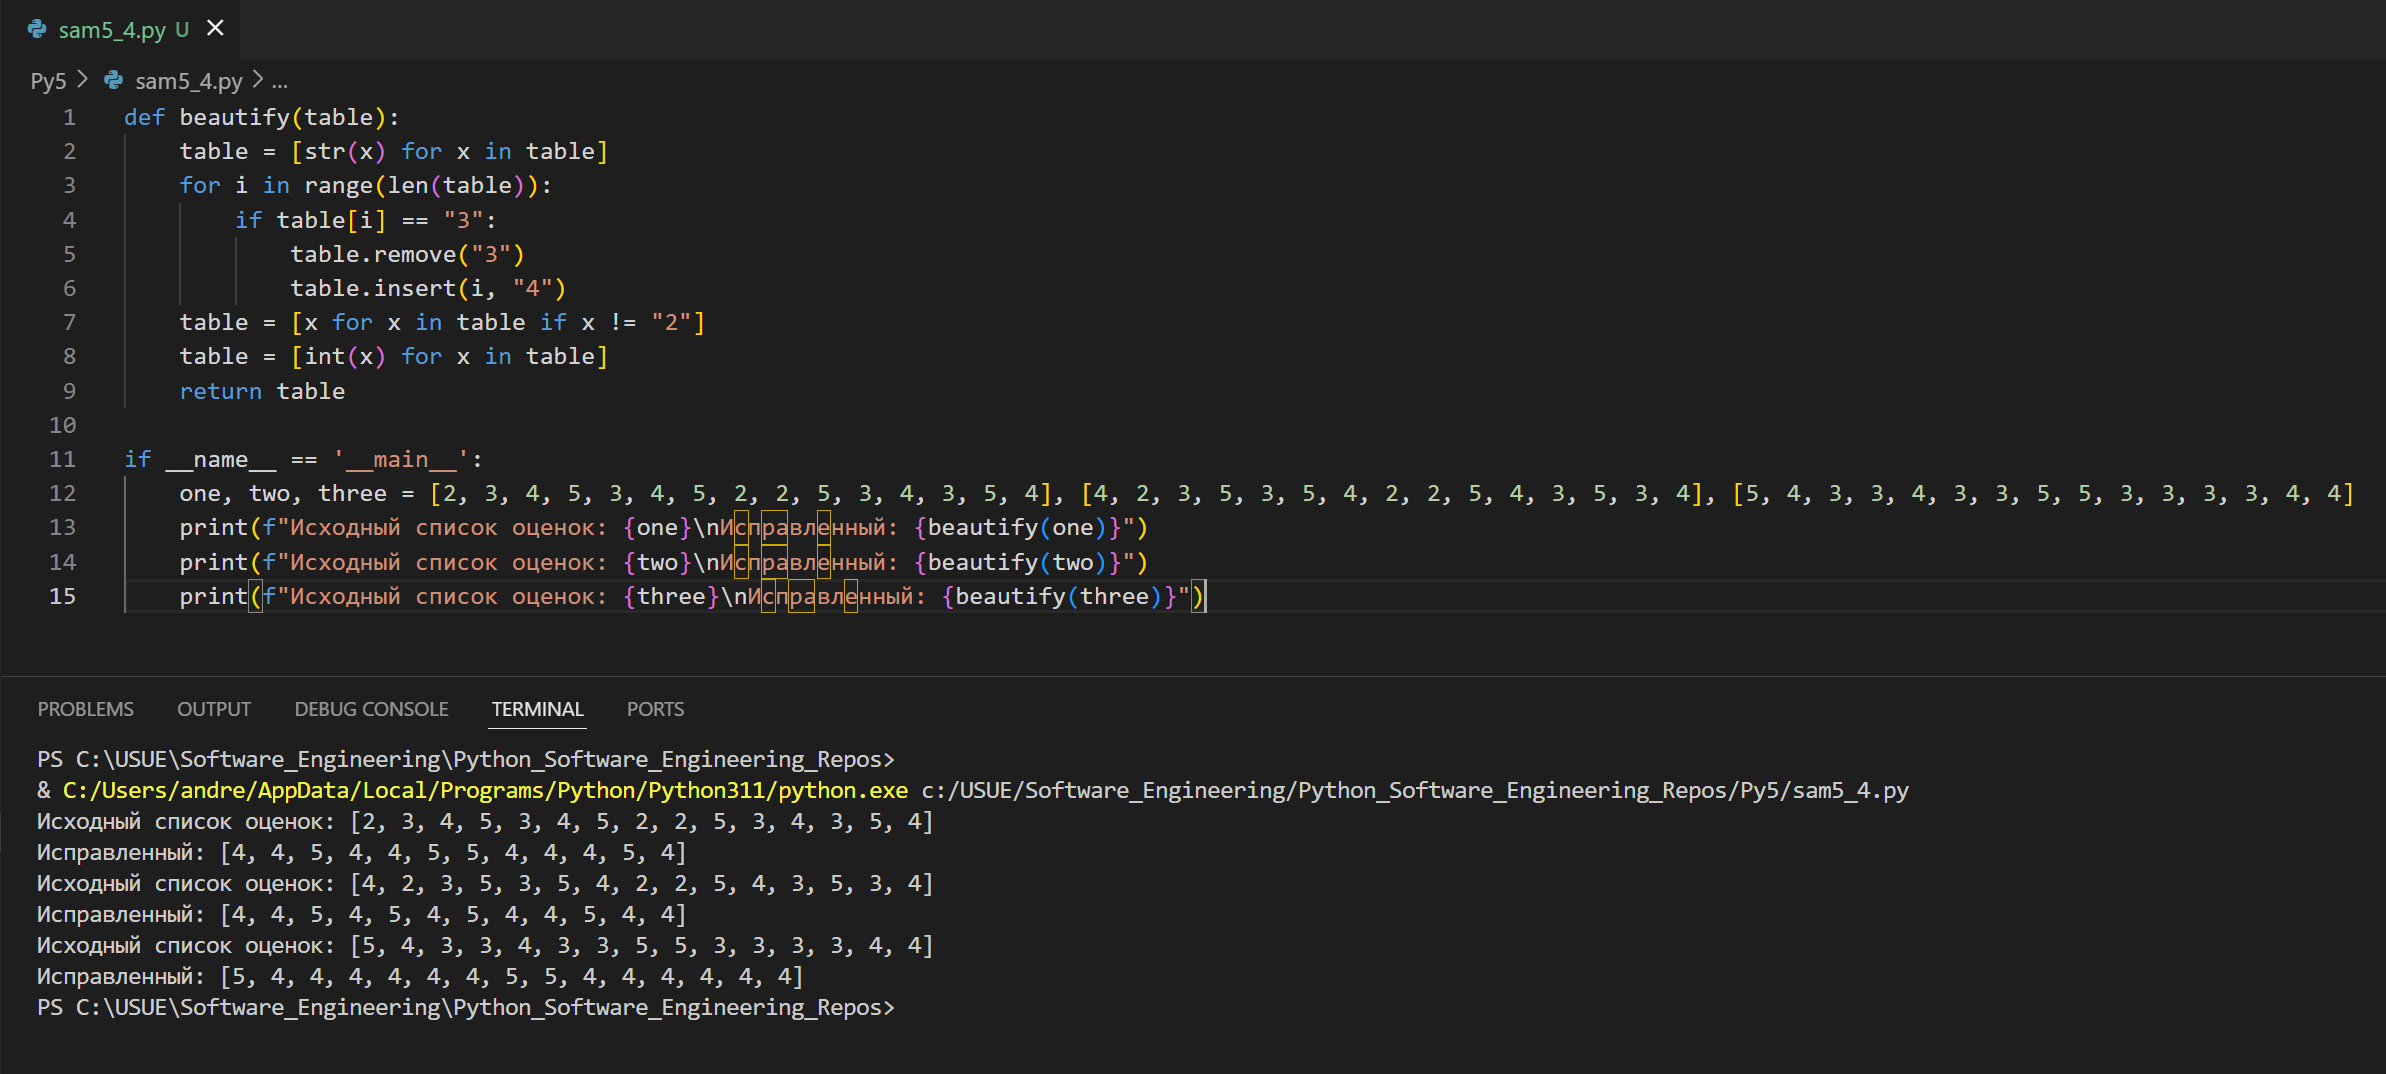 sam5_4.py U
Py5 > sam5_4.py > ...
1 def beautify(table):
2     table = [str(x) for x in table]
3     for i in range(len(table)):
4         if table[i] == "3":
5             table.remove("3")
6             table.insert(i, "4")
7     table = [x for x in table if x != "2"]
8     table = [int(x) for x in table]
9     return table
10
11 if __name__ == '__main__':
12     one, two, three = [2, 3, 4, 5, 3, 4, 5, 2, 2, 5, 3, 4, 3, 5, 4], [4, 2, 3, 5, 3, 5, 4, 2, 2, 5, 4, 3, 5, 3, 4], [5, 4, 3, 3, 4, 3, 3, 5, 5, 3, 3, 3, 3, 4, 4]
13     print(f"Исходный список оценок: {one}\nИсправленный: {beautify(one)}")
14     print(f"Исходный список оценок: {two}\nИсправленный: {beautify(two)}")
15     print(f"Исходный список оценок: {three}\nИсправленный: {beautify(three)}")
PROBLEMS OUTPUT DEBUG CONSOLE TERMINAL PORTS
PS C:\USUE\Software_Engineering\Python_Software_Engineering_Repos>
& C:/Users/andre/AppData/Local/Programs/Python/Python311/python.exe c:/USUE/Software_Engineering/Python_Software_Engineering_Repos/Py5/sam5_4.py
Исходный список оценок: [2, 3, 4, 5, 3, 4, 5, 2, 2, 5, 3, 4, 3, 5, 4]
Исправленный: [4, 4, 5, 4, 4, 5, 5, 4, 4, 4, 5, 4]
Исходный список оценок: [4, 2, 3, 5, 3, 5, 4, 2, 2, 5, 4, 3, 5, 3, 4]
Исправленный: [4, 4, 5, 4, 5, 4, 5, 4, 4, 5, 4, 4]
Исходный список оценок: [5, 4, 3, 3, 4, 3, 3, 5, 5, 3, 3, 3, 3, 4, 4]
Исправленный: [5, 4, 4, 4, 4, 4, 4, 5, 5, 4, 4, 4, 4, 4, 4]
PS C:\USUE\Software_Engineering\Python_Software_Engineering_Repos>